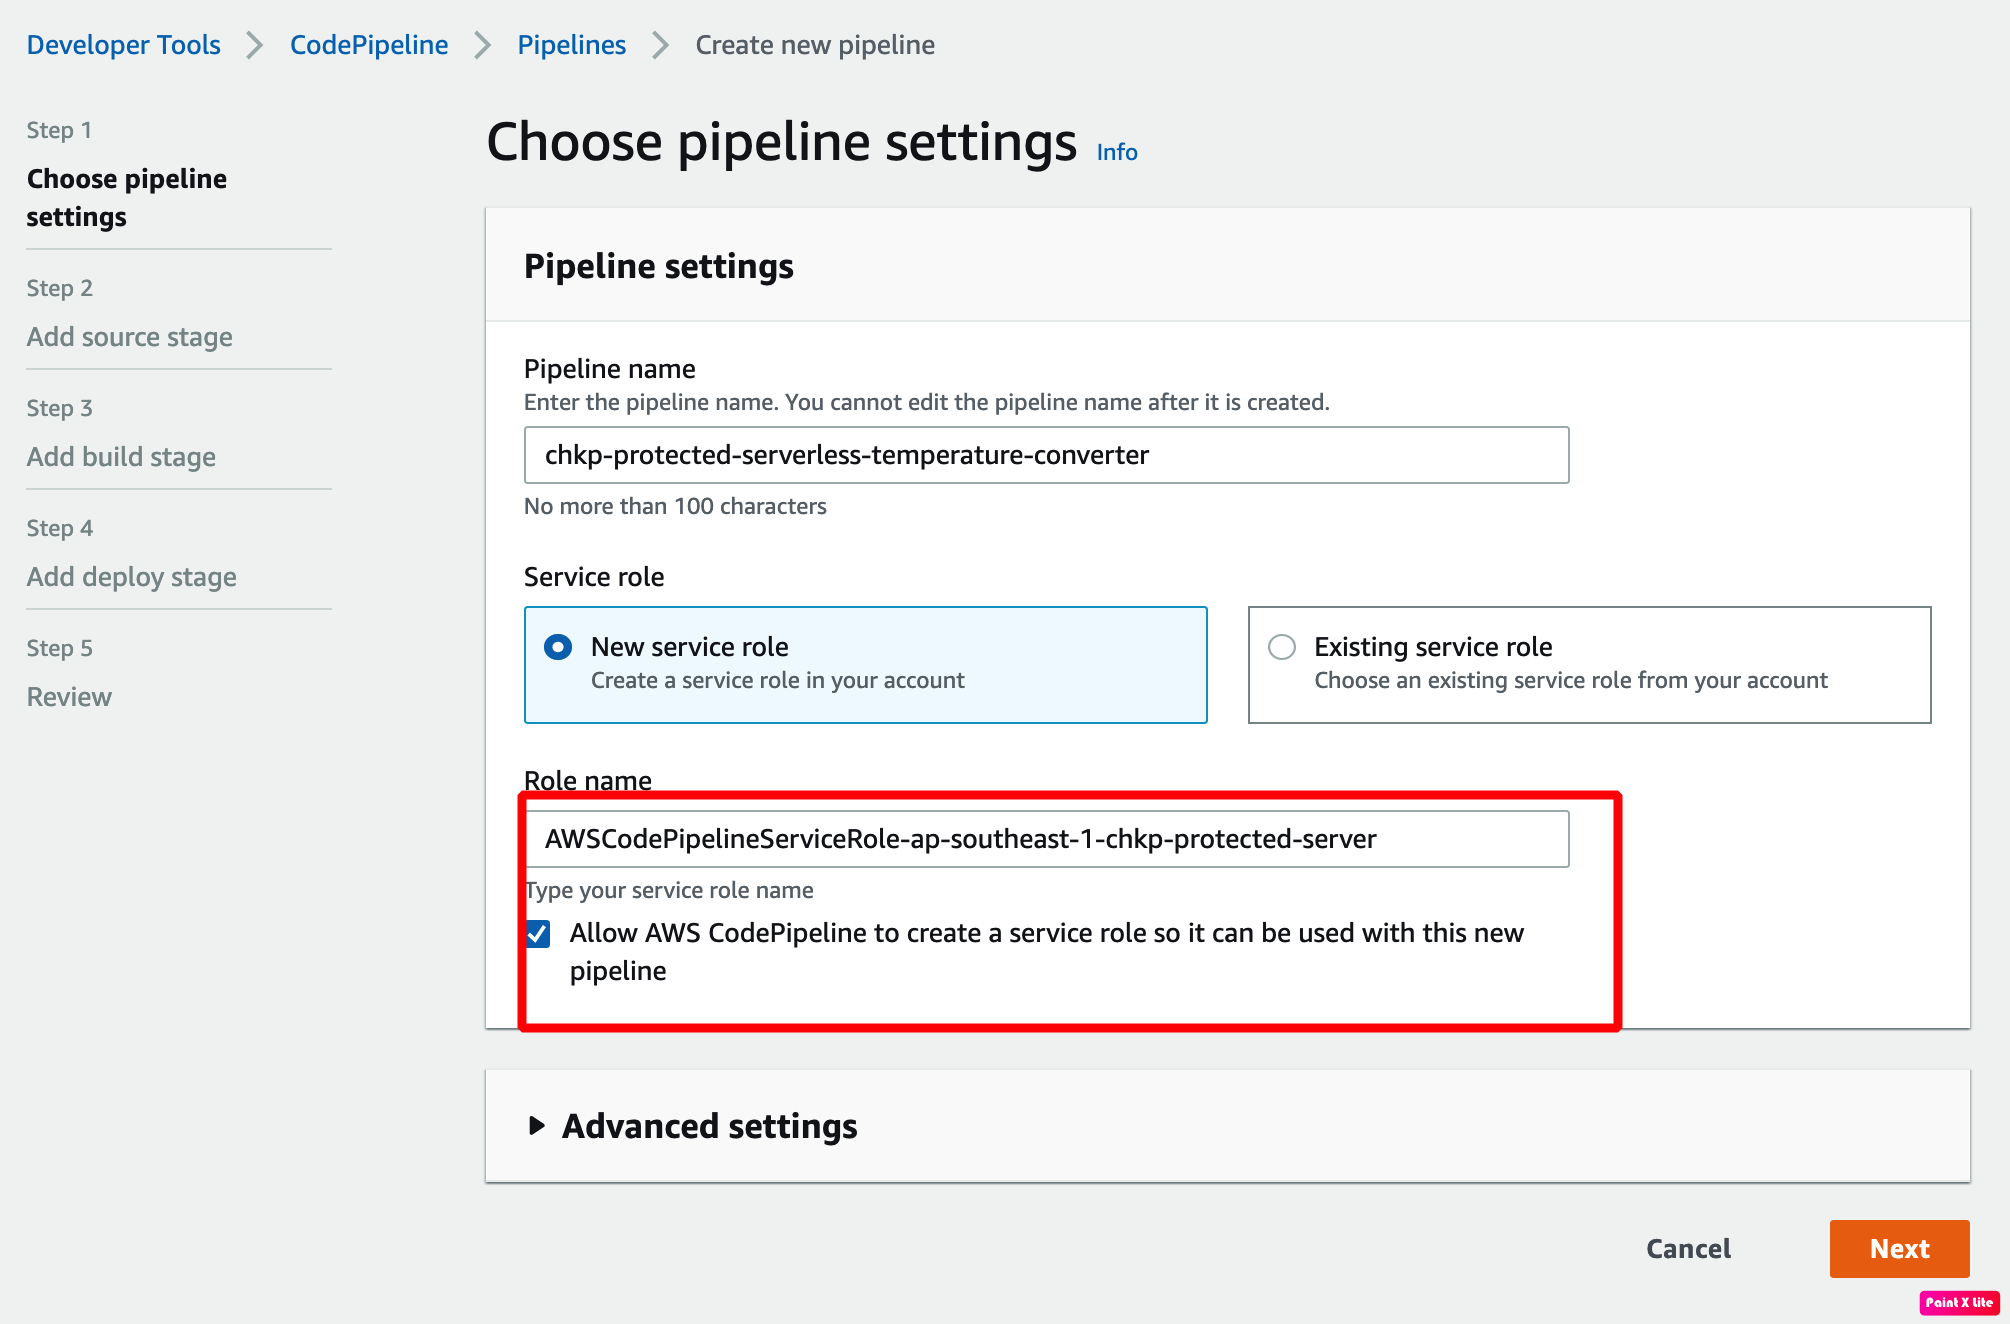 Developer Tools > CodePipeline > Pipelines > Create new pipeline
Step 1
Choose pipeline
settings
Step 2
Add source stage
Step 3
Add build stage
Step 4
Add deploy stage
Step 5
Review
Choose pipeline settings Info
Pipeline settings
Pipeline name
Enter the pipeline name. You cannot edit the pipeline name after it is created.
chkp-protected-serverless-temperature-converter
No more than 100 characters
Service role
New service role
Create a service role in your account
Existing service role
Choose an existing service role from your account
Role name
AWSCodePipelineServiceRole-ap-southeast-1-chkp-protected-server
Type your service role name
Allow AWS CodePipeline to create a service role so it can be used with this new
pipeline
Advanced settings
Cancel
Next
Paint X Lite